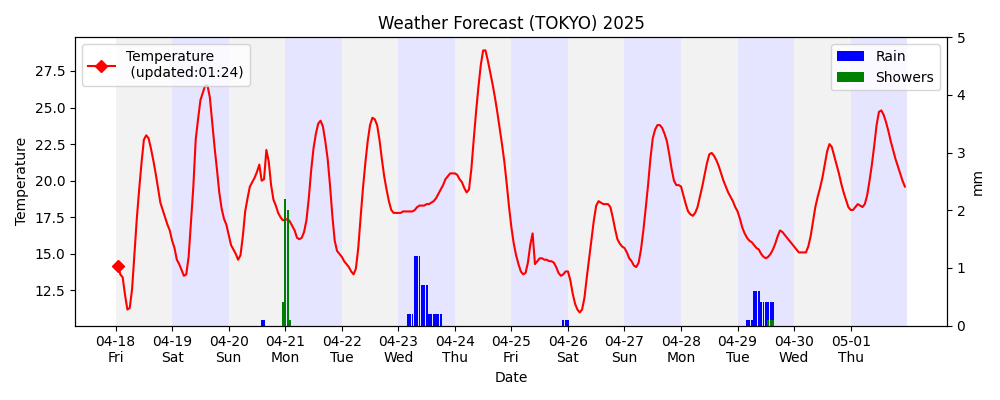 Weather Forecast (TOKYO) 2025
Temperature
(updated:01:24)
Rain
Showers
Temperature
27.5
25.0
22.5
20.0
17.5
15.0
12.5
5
4
3
2
1
0
mm
04-18 04-19 04-20 04-21 04-22 04-23 04-24 04-25 04-26 04-27 04-28 04-29 04-30 05-01
Fri Sat Sun Mon Tue Wed Thu Fri Sat Sun Mon Tue Wed Thu
Date